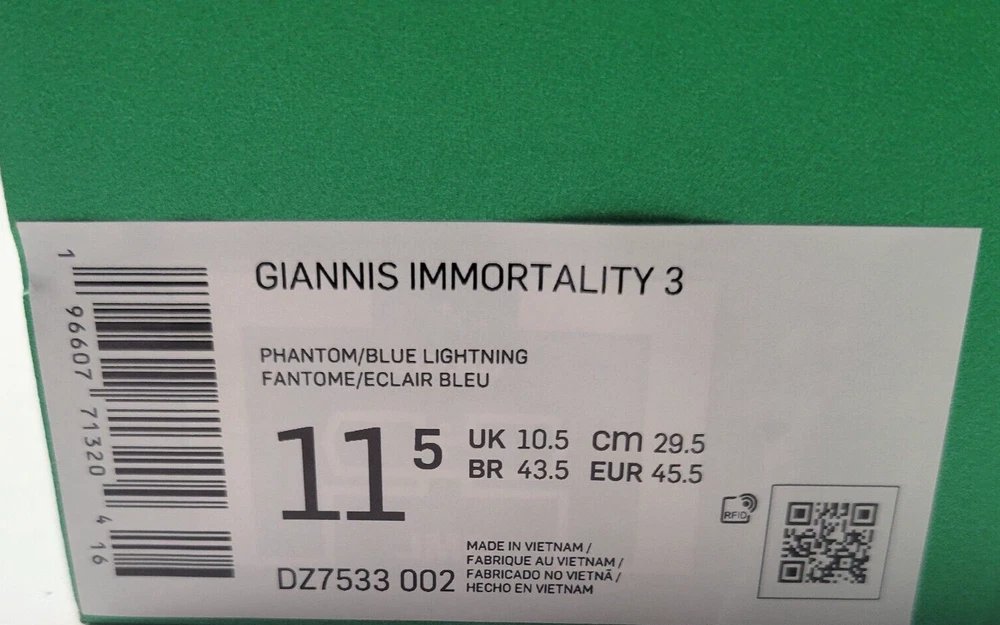 GIANNIS IMMORTALITY 3
PHANTOM/BLUE LIGHTNING
FANTOME/ECLAIR BLEU
11 5
UK 10.5 cm 29.5
BR 43.5 EUR 45.5
RFID
MADE IN VIETNAM /
FABRIQUE AU VIETNAM /
FABRICADO NO VIETNÃ /
HECHO EN VIETNAM
DZ7533 002
1 96607 71320 4 16